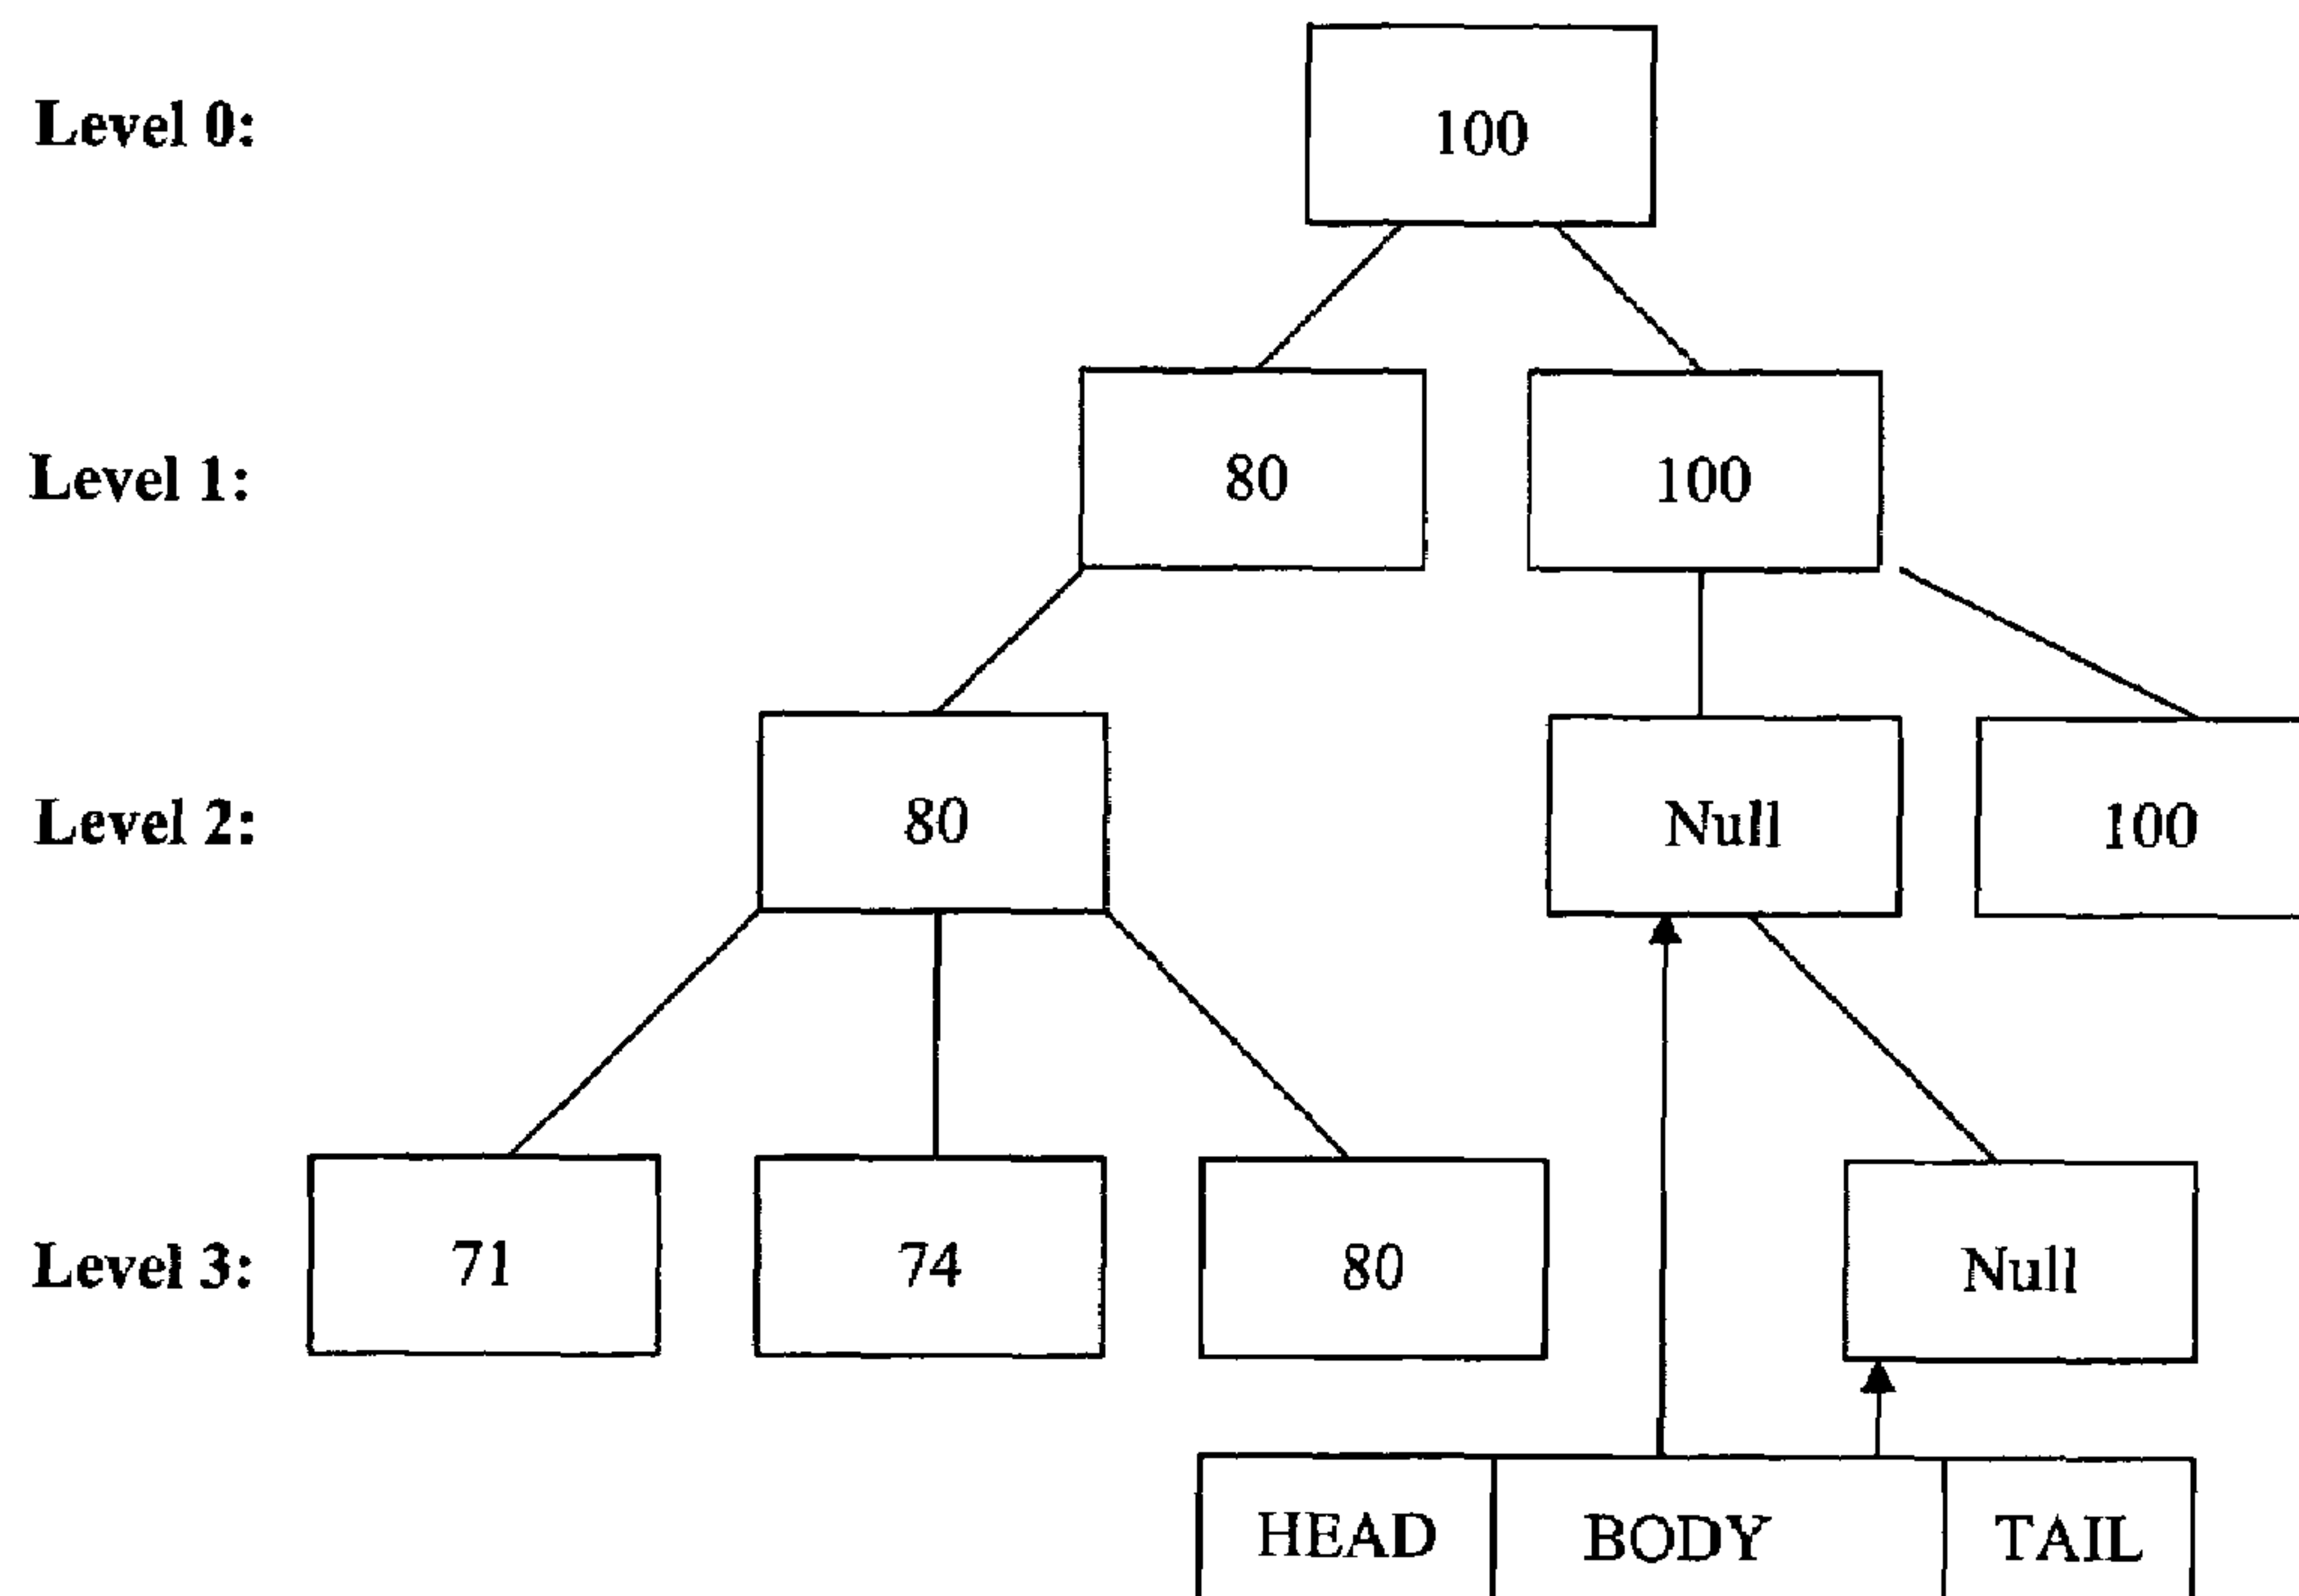 Level 0: 100
Level 1: 80 100
Level 2: 80 Null 100
Level 3: 71 74 80 Null
HEAD BODY TAIL